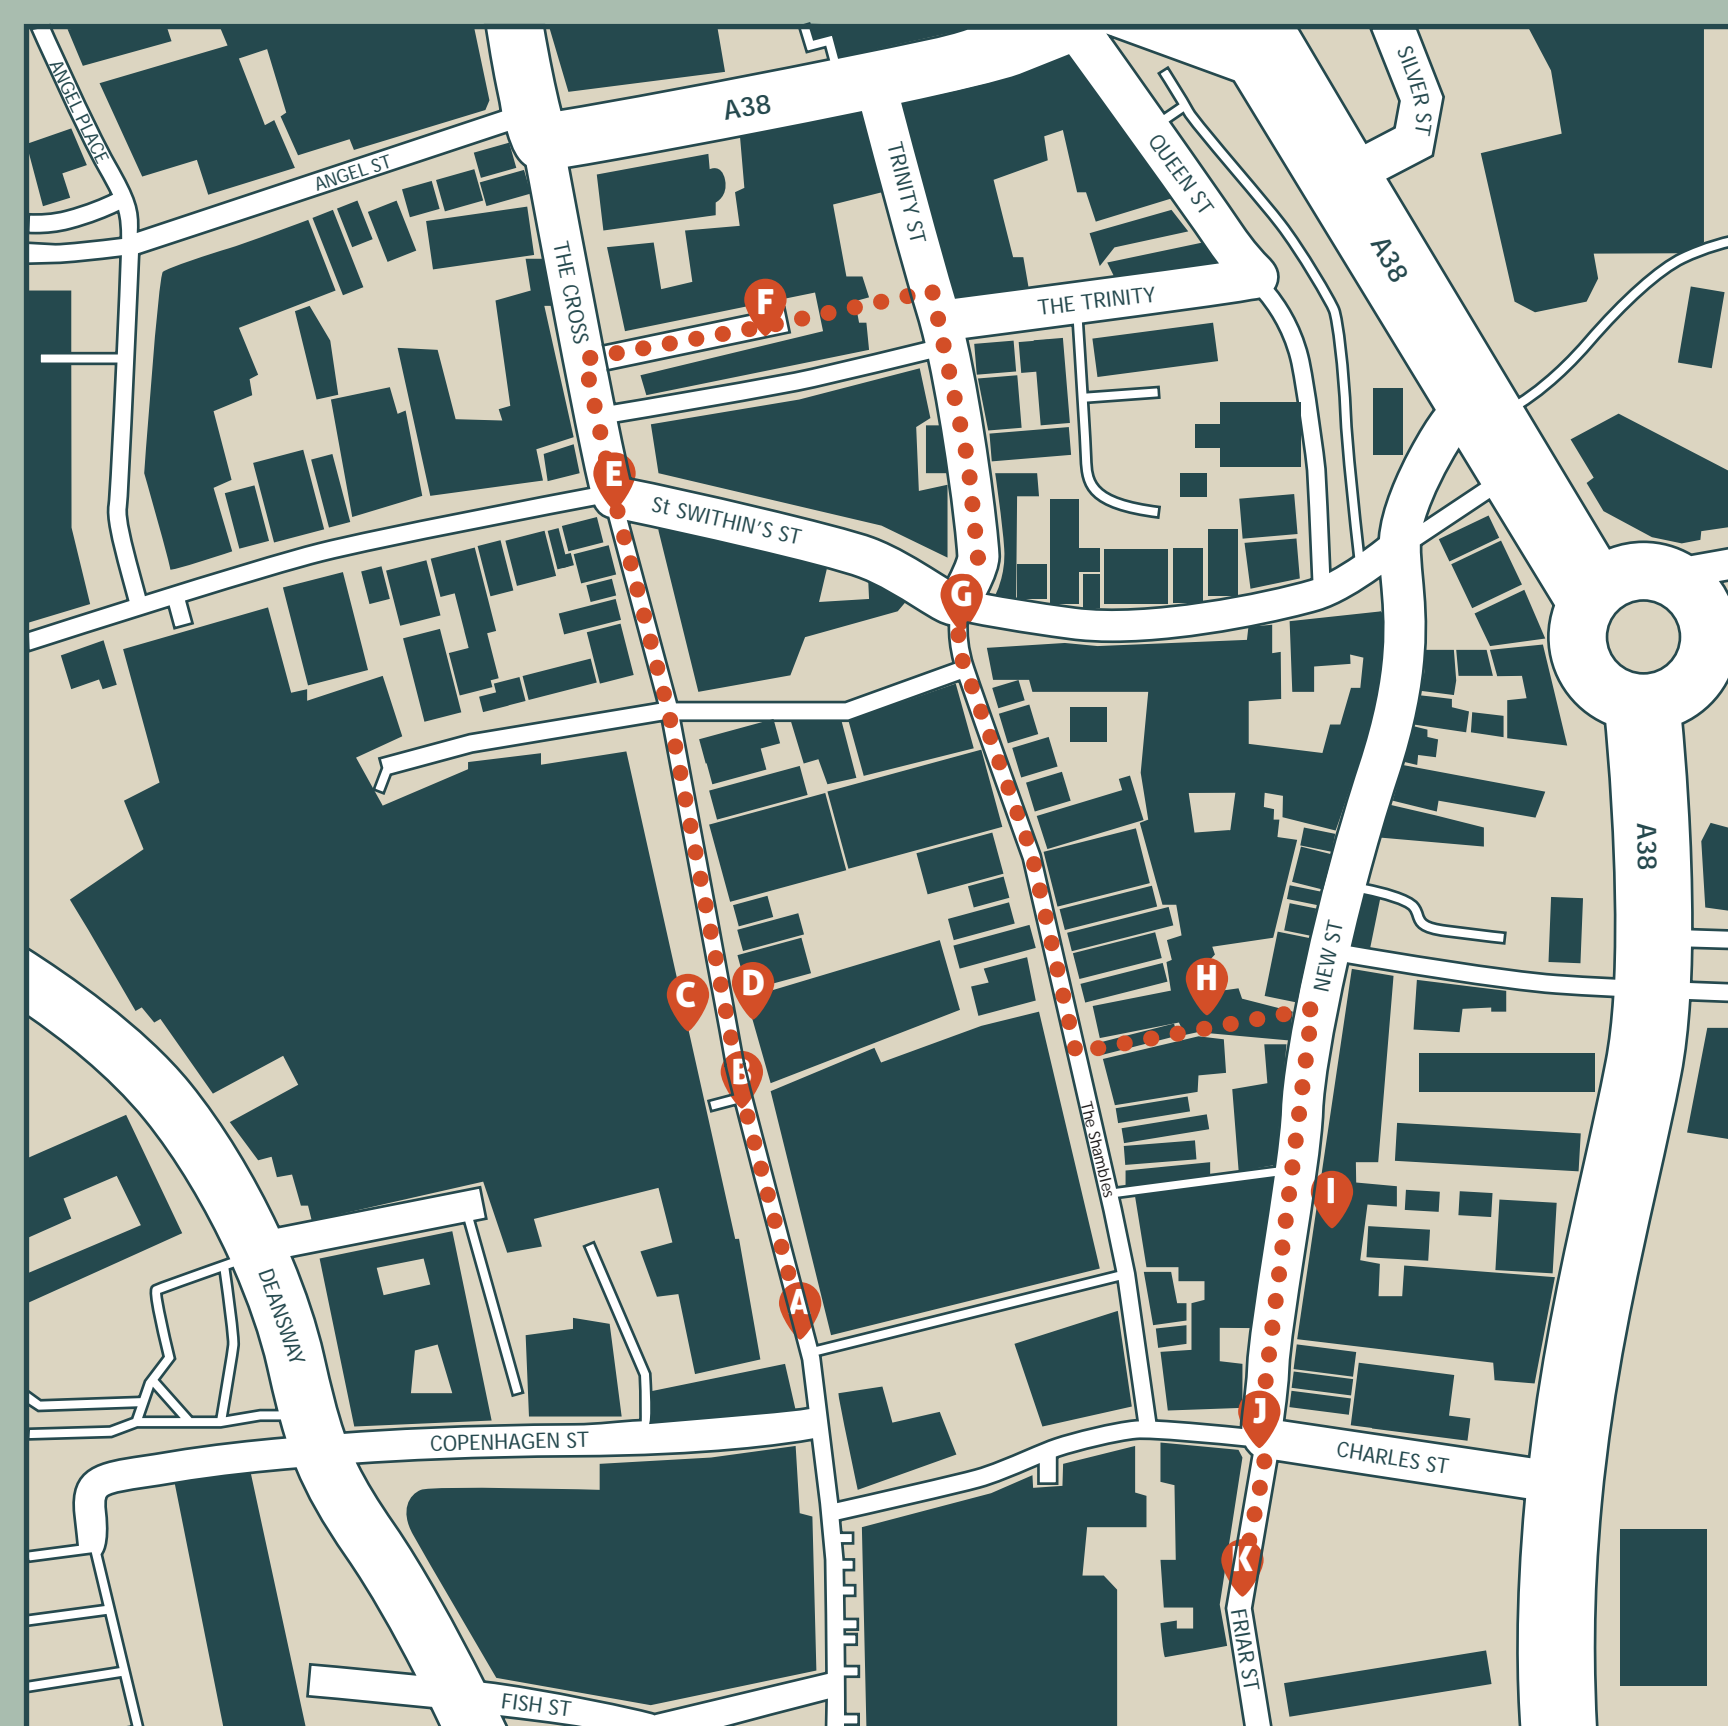 SILVER ST
ANGEL PLACE
A38
ANGEL ST
TRINITY ST
QUEEN ST
THE CROSS
A38
F
THE TRINITY
E
St SWITHIN'S ST
G
A38
NEW ST
H
C
D
B
The Shambles
I
A
DEANSWAY
J
COPENHAGEN ST
CHARLES ST
K
FRIAR ST
FISH ST